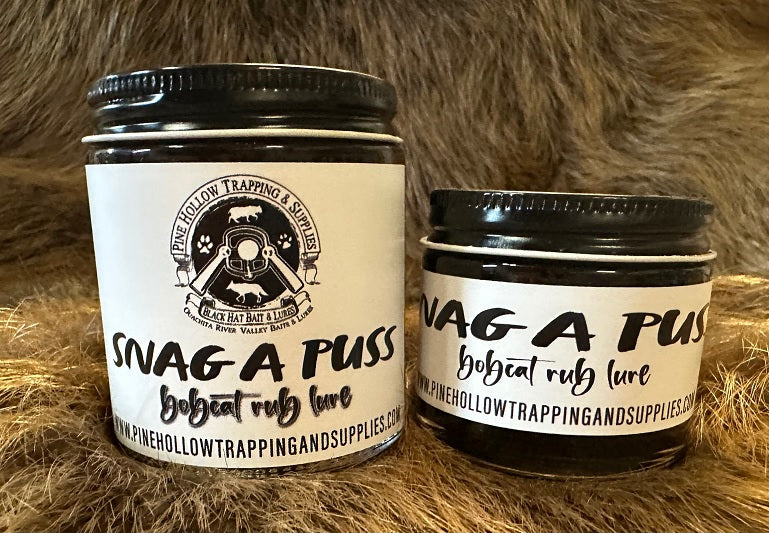 PINE HOLLOW TRAPPING & SUPPLIES
BLACK HAT BAIT & LURES
OUACHITA RIVER VALLEY BAITS & LURES
SNAG A PUSS
bobcat rub lure
WWW.PINEHOLLOWTRAPPINGANDSUPPLIES.COM
NAG A PUS
bobcat rub lure
WWW.PINEHOLLOWTRAPPINGANDSUPPLIES.COM